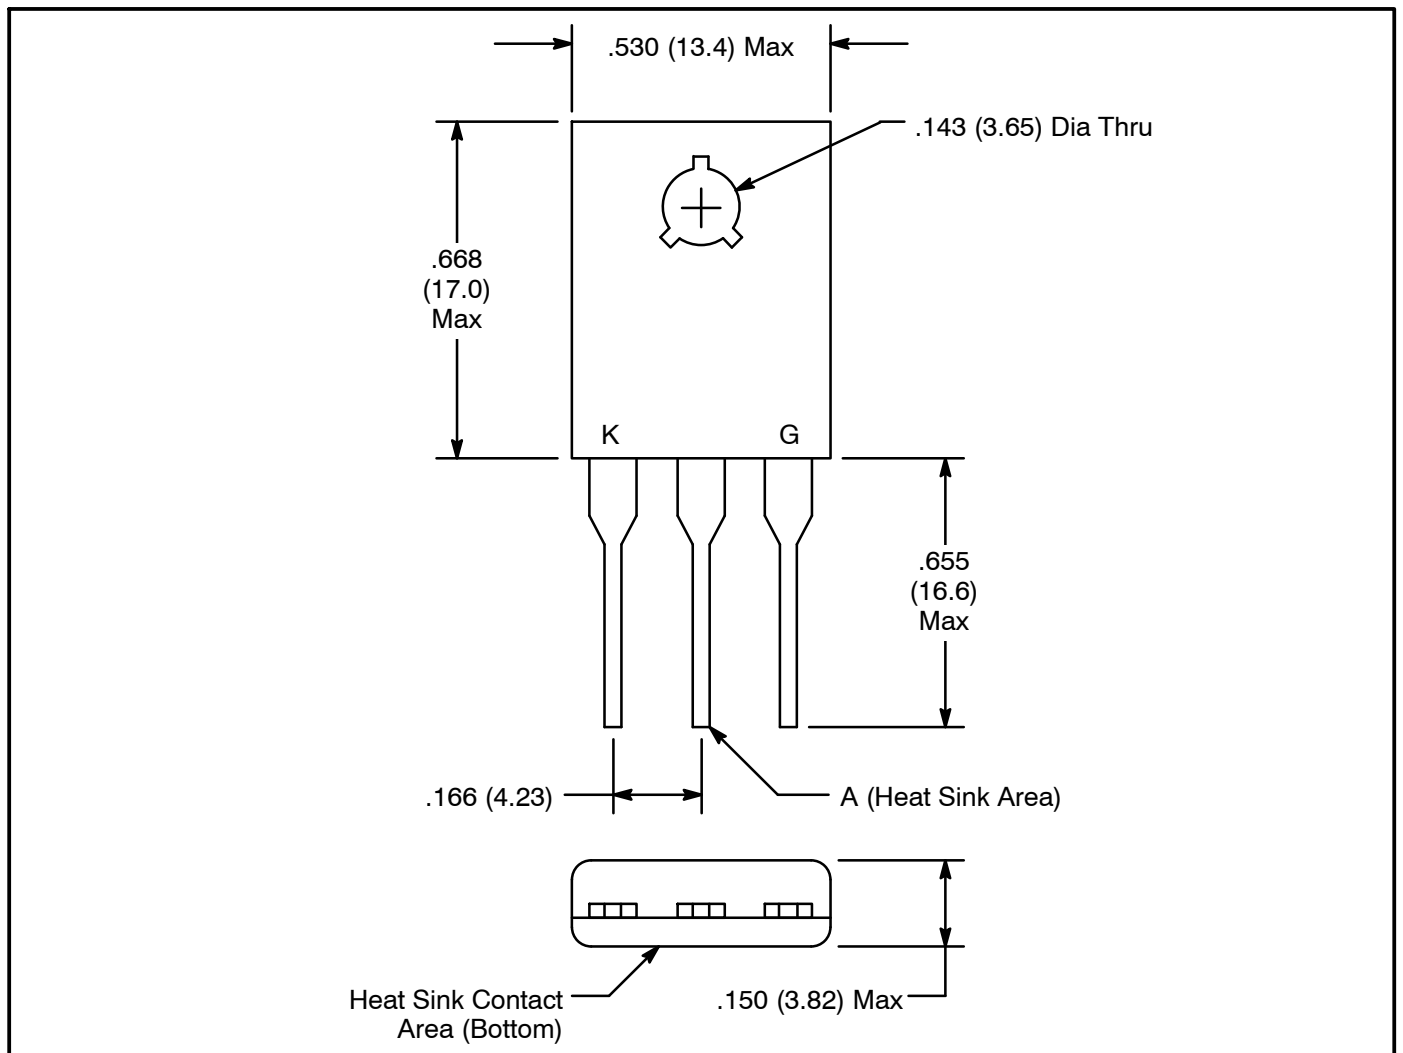 .530 (13.4) Max
.143 (3.65) Dia Thru
.668
(17.0)
Max
K
G
.655
(16.6)
Max
.166 (4.23)
A (Heat Sink Area)
Heat Sink Contact
Area (Bottom)
.150 (3.82) Max